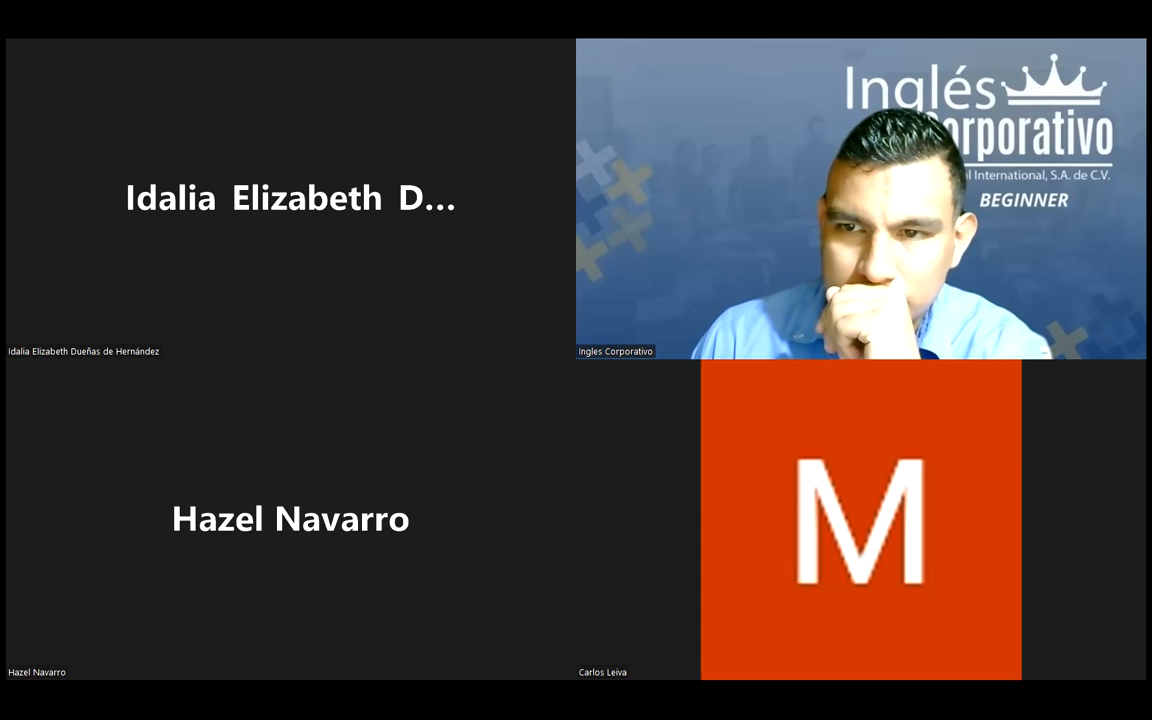 Idalia Elizabeth D...
Idalia Elizabeth Dueñas de Hernández
Inglés
orporativo
l International, S.A. de C.V.
BEGINNER
Ingles Corporativo
Hazel Navarro
Hazel Navarro
M
Carlos Leiva